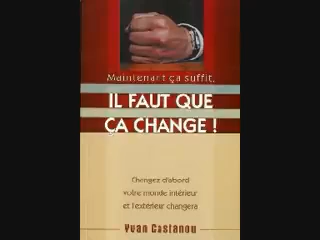 Maintenant ça suffit,
IL FAUT QUE
ÇA CHANGE !
Changez d'abord
votre monde intérieur
et l'extérieur changera
Yvan Castanou